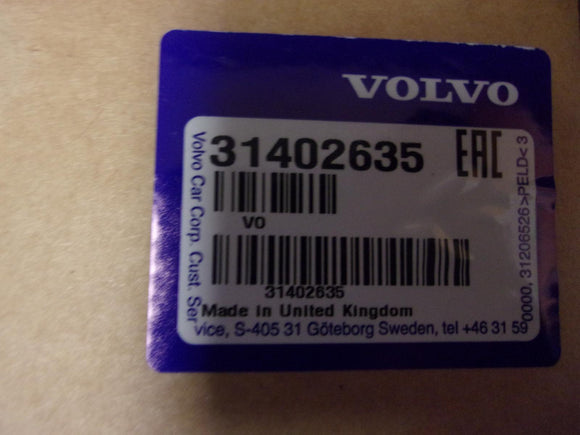 VOLVO
31402635 EAC
VO
31402635
Made in United Kingdom
Volvo Car Corp. Cust. Ser
vice, S-405 31 Göteborg Sweden, tel +46 31 59
0000, 31206526>PELD< 3